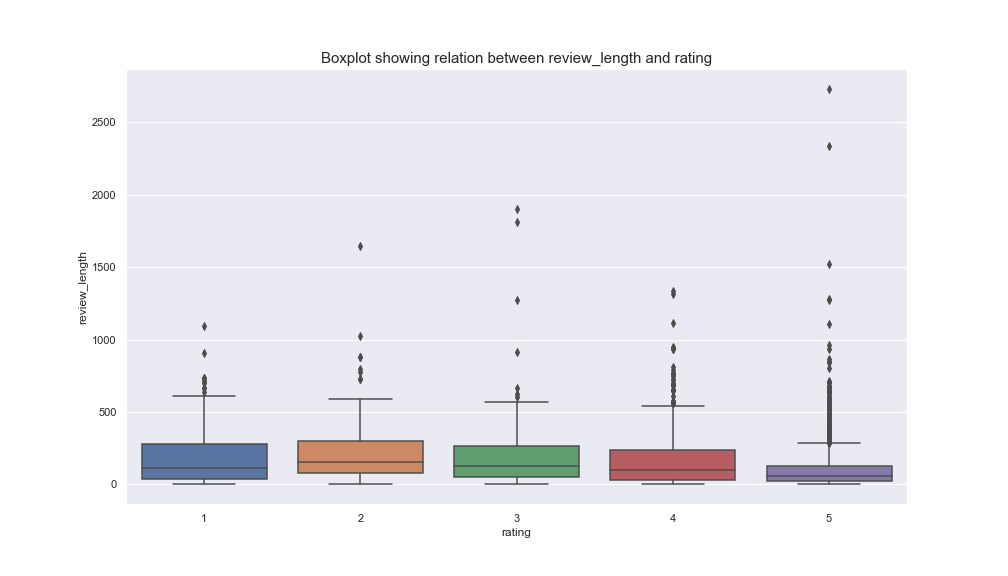 Boxplot showing relation between review_length and rating
2500
2000
1500
1000
500
0
review_length
1 2 3 4 5
rating